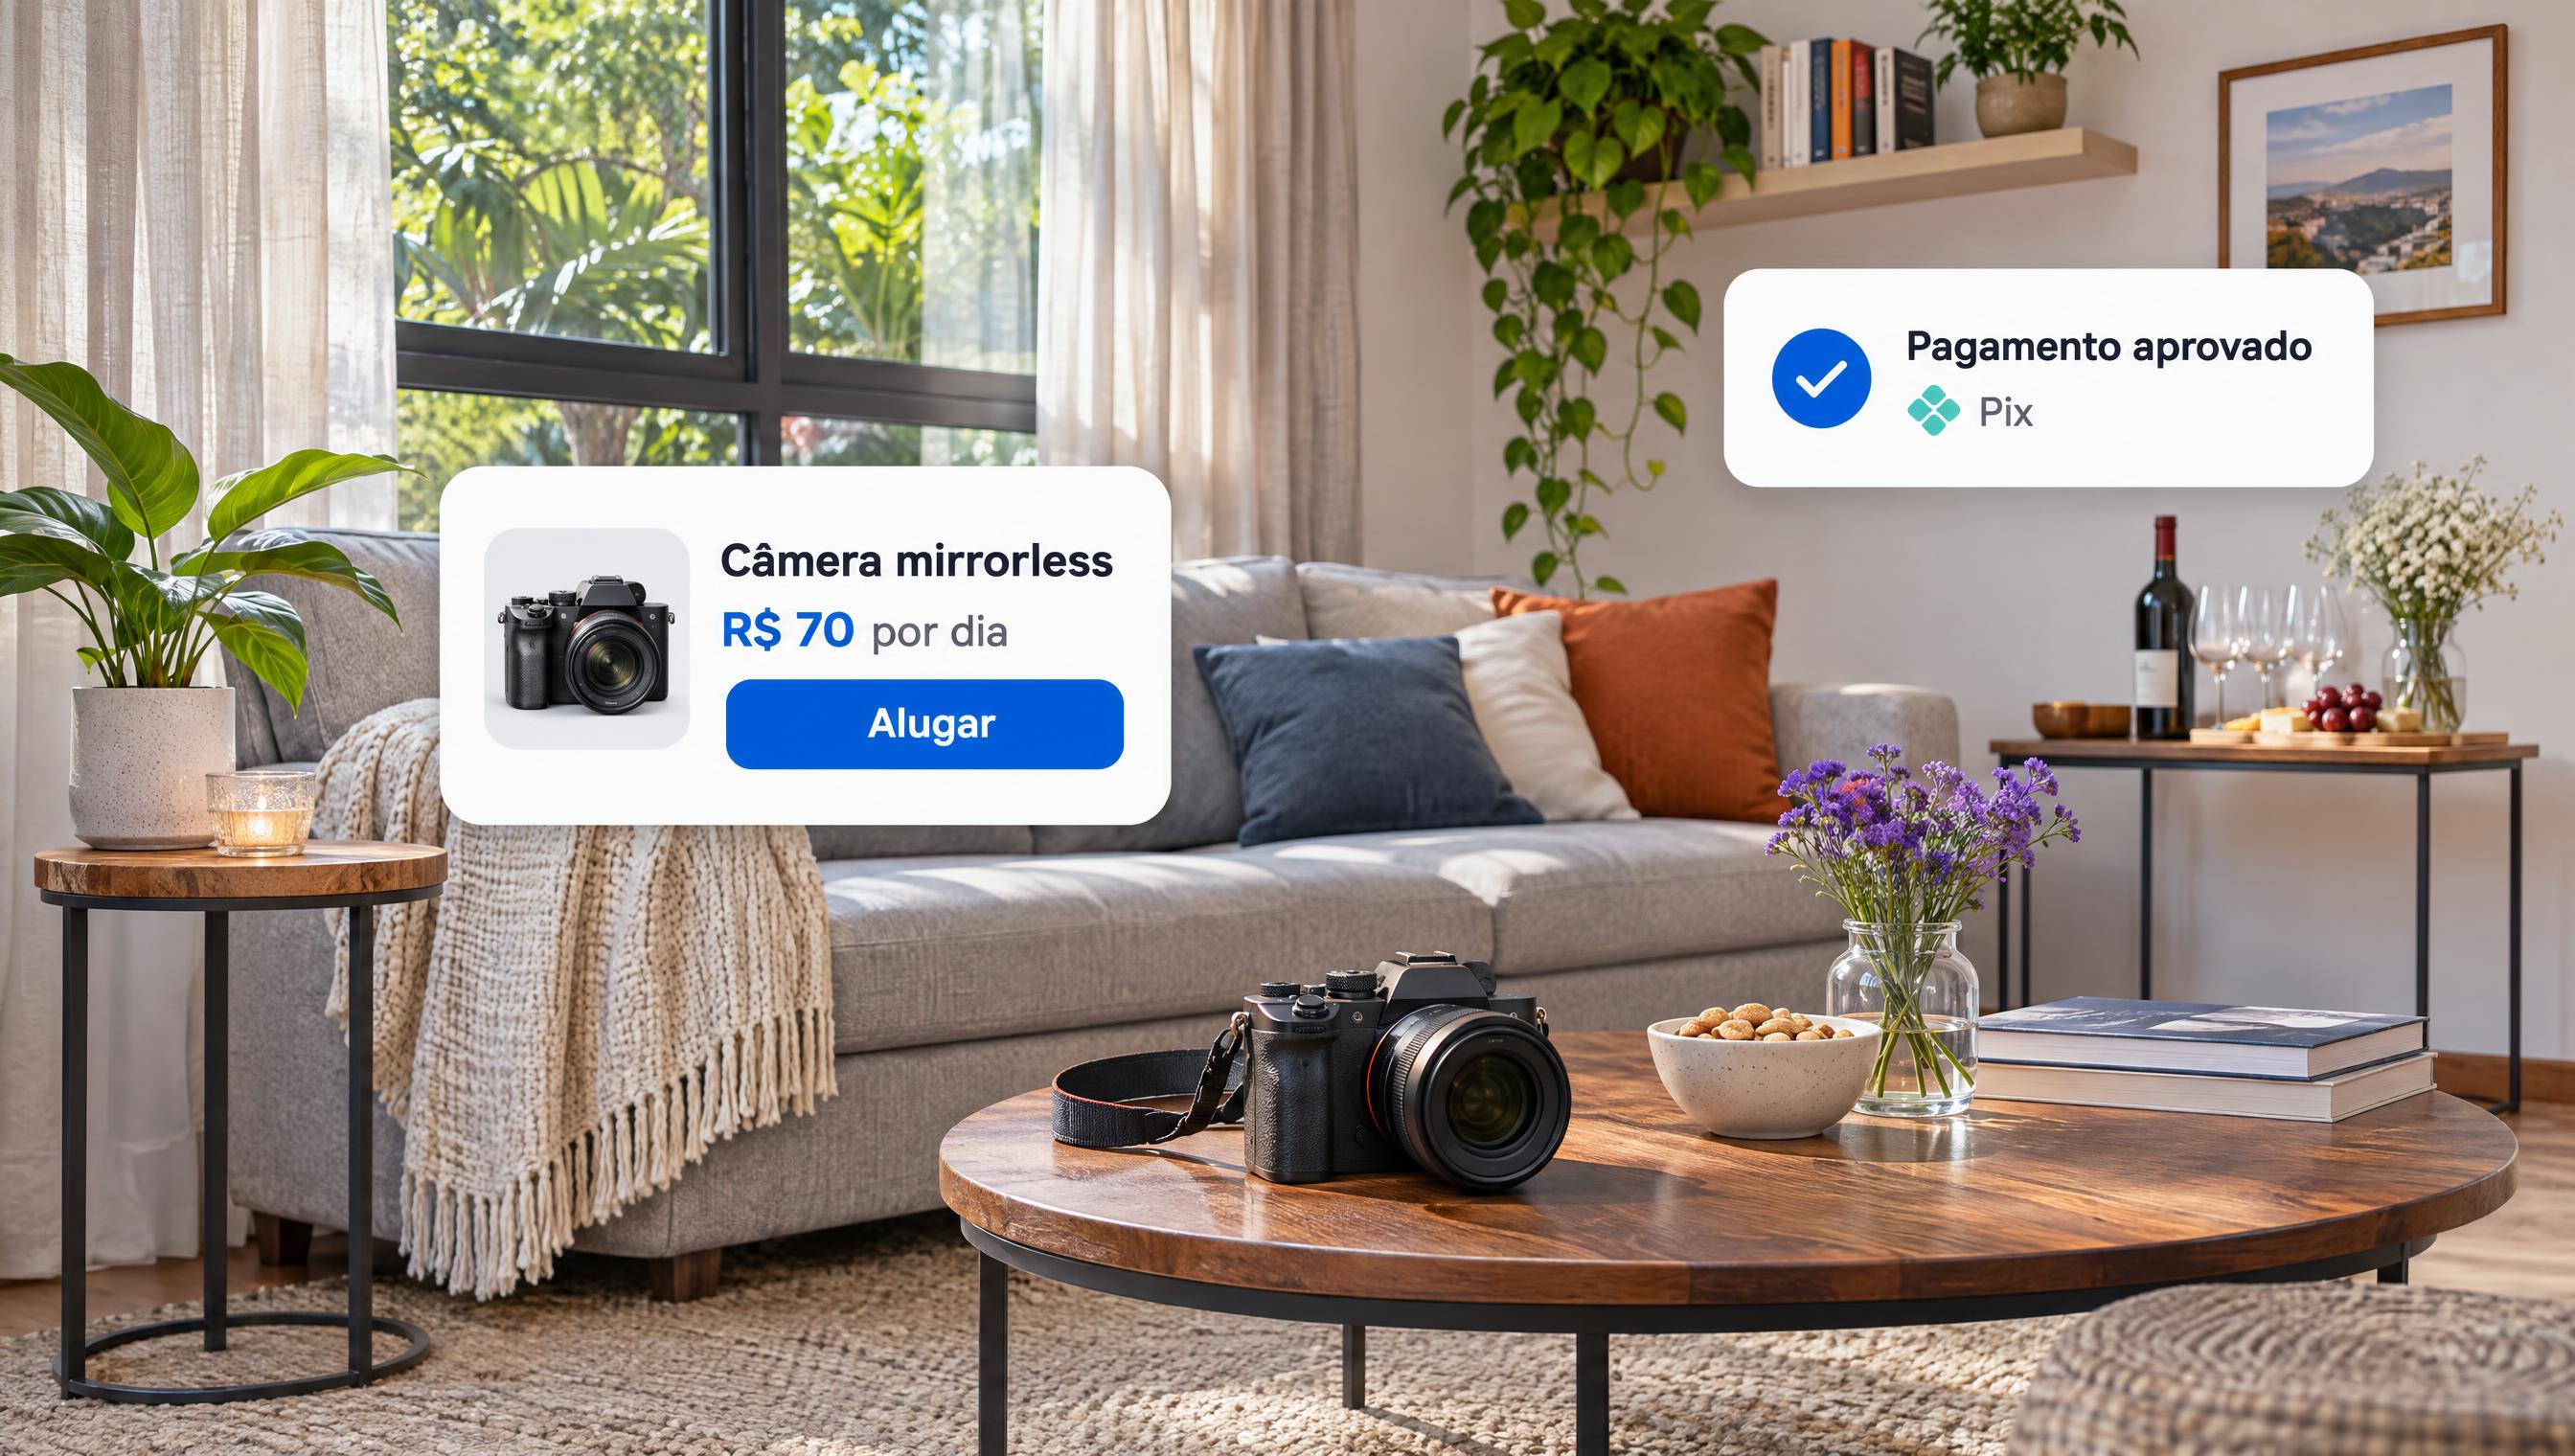 Pagamento aprovado
Pix
Câmera mirrorless
R$ 70 por dia
Alugar